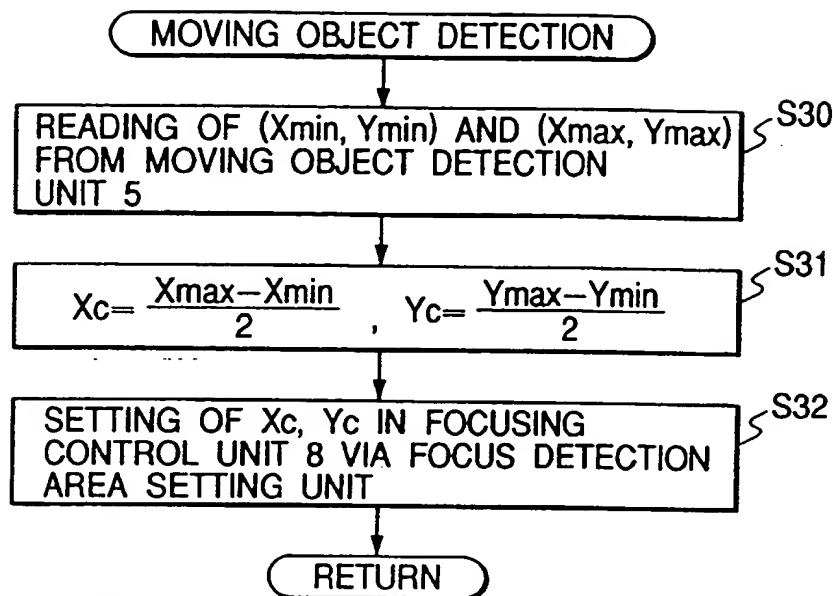 MOVING OBJECT DETECTION
READING OF (Xmin, Ymin) AND (Xmax, Ymax)
FROM MOVING OBJECT DETECTION
UNIT 5
S30
Xc= Xmax−Xmin / 2 , Yc= Ymax−Ymin / 2
S31
SETTING OF Xc, Yc IN FOCUSING
CONTROL UNIT 8 VIA FOCUS DETECTION
AREA SETTING UNIT
S32
RETURN